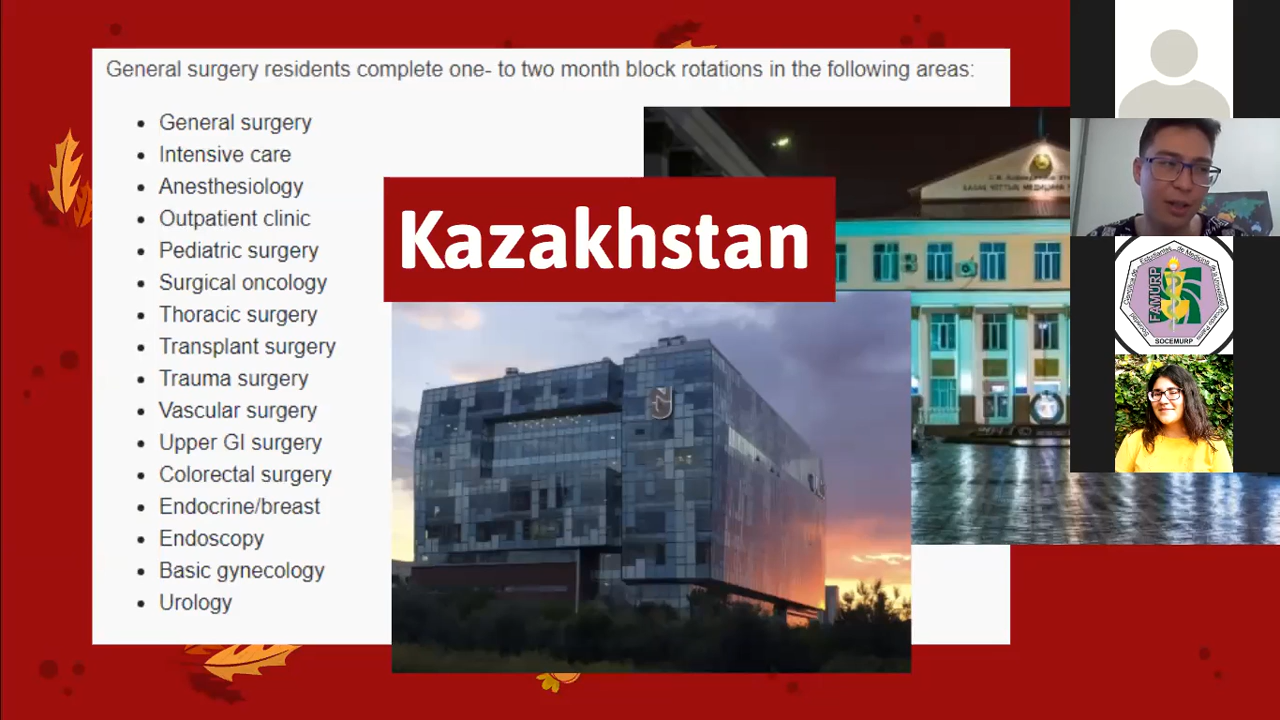 General surgery residents complete one- to two month block rotations in the following areas:
General surgery
Intensive care
Anesthesiology
Outpatient clinic
Pediatric surgery
Surgical oncology
Thoracic surgery
Transplant surgery
Trauma surgery
Vascular surgery
Upper GI surgery
Colorectal surgery
Endocrine/breast
Endoscopy
Basic gynecology
Urology
Kazakhstan
FAMURP
SOCEMURP